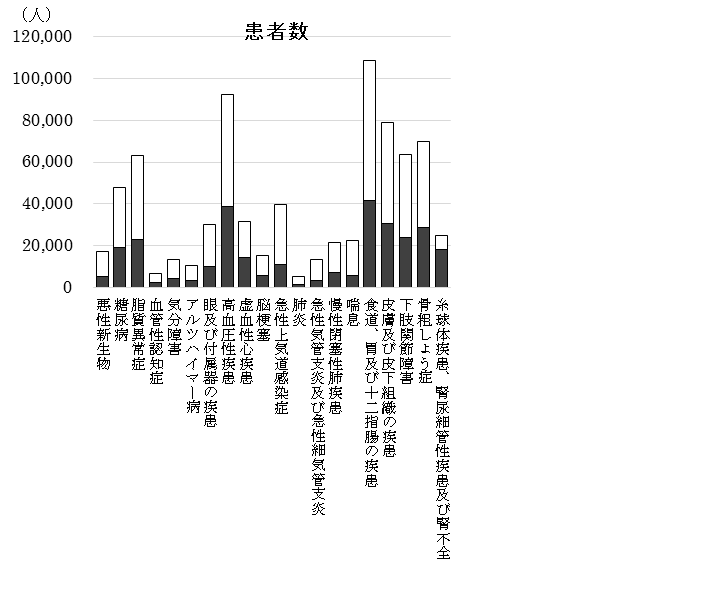 （人）
患者数
120,000
100,000
80,000
60,000
40,000
20,000
0
悪性新生物
糖尿病
脂質異常症
血管性認知症
気分障害
アルツハイマー病
眼及び付属器の疾患
高血圧性疾患
虚血性心疾患
脳梗塞
急性上気道感染症
肺炎
急性気管支炎及び急性細気管支炎
慢性閉塞性肺疾患
喘息
食道、胃及び十二指腸の疾患
皮膚及び皮下組織の疾患
下肢関節障害
骨粗しょう症
糸球体疾患、腎尿細管性疾患及び腎不全